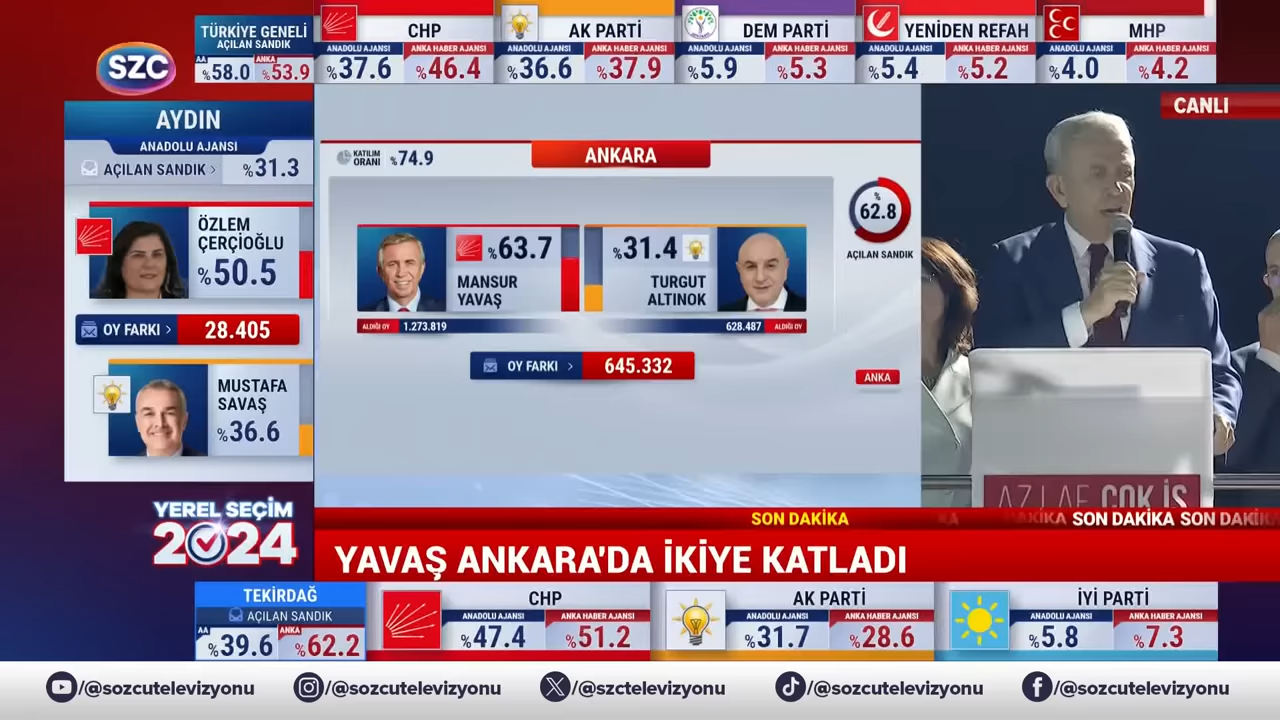 SZC
TÜRKİYE GENELİ
AÇILAN SANDIK
AA
%58.0
ANKA
%53.9
CHP
ANADOLU AJANSI
%37.6
ANKA HABER AJANSI
%46.4
AK PARTİ
ANADOLU AJANSI
%36.6
ANKA HABER AJANSI
%37.9
DEM PARTİ
ANADOLU AJANSI
%5.9
ANKA HABER AJANSI
%5.3
YENİDEN REFAH
ANADOLU AJANSI
%5.4
ANKA HABER AJANSI
%5.2
MHP
ANADOLU AJANSI
%4.0
ANKA HABER AJANSI
%4.2
AYDIN
ANADOLU AJANSI
AÇILAN SANDIK > %31.3
ÖZLEM
ÇERÇİOĞLU
%50.5
OY FARKI > 28.405
MUSTAFA
SAVAŞ
%36.6
KATILIM
ORANI %74.9
ANKARA
%63.7
MANSUR
YAVAŞ
ALDIĞI OY 1.273.819
%31.4
TURGUT
ALTINOK
628.487 ALDIĞI OY
OY FARKI > 645.332
%
62.8
AÇILAN SANDIK
ANKA
CANLI
ÇOK İŞ
YEREL SEÇİM
2024
SON DAKİKA
SON DAKİKA SON DAKİK
YAVAŞ ANKARA'DA İKİYE KATLADI
TEKİRDAĞ
AÇILAN SANDIK
AA
%39.6
ANKA
%62.2
CHP
ANADOLU AJANSI
%47.4
ANKA HABER AJANSI
%51.2
AK PARTİ
ANADOLU AJANSI
%31.7
ANKA HABER AJANSI
%28.6
İYİ PARTİ
ANADOLU AJANSI
%5.8
ANKA HABER AJANSI
%7.3
/@sozcutelevizyonu
/@sozcutelevizyonu
/@szctelevizyonu
/@sozcutelevizyonu
/@sozcutelevizyonu